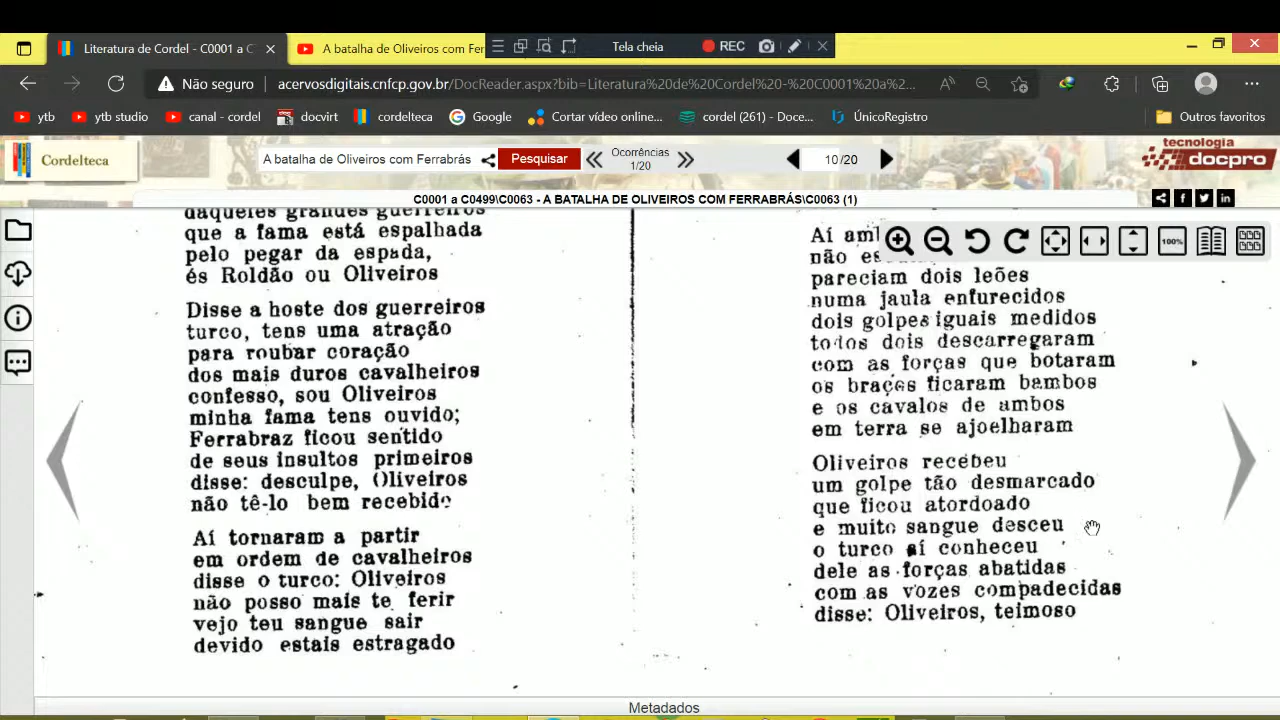 Literatura de Cordel - C0001 a C
A batalha de Oliveiros com Fer
Tela cheia
REC
Não seguro
acervosdigitais.cnfcp.gov.br/DocReader.aspx?bib=Literatura%20de%20Cordel%20-%20C0001%20a%2...
ytb
ytb studio
canal - cordel
docvirt
cordelteca
Google
Cortar vídeo online...
cordel (261) - Doce...
ÚnicoRegistro
Outros favoritos
Cordelteca
A batalha de Oliveiros com Ferrabrás
Pesquisar
Ocorrências
1/20
10/20
tecnologia
docpro
C0001 a C0499\C0063 - A BATALHA DE OLIVEIROS COM FERRABRÁS\C0063 (1)
100%
daqueles grandes guerreiros
que a fama está espalhada
pelo pegar da espada,
és Roldão ou Oliveiros
Disse a hoste dos guerreiros
turco, tens uma atração
para roubar coração
dos mais duros cavalheiros
confesso, sou Oliveiros
minha fama tens ouvido;
Ferrabraz ficou sentido
de seus insultos primeiros
disse: desculpe, Oliveiros
não tê-lo bem recebido
Aí tornaram a partir
em ordem de cavalheiros
disse o turco: Oliveiros
não posso mais te ferir
vejo teu sangue sair
devido estais estragado
Aí
não
pareciam dois leões
numa jaula enfurecidos
dois golpes iguais medidos
todos dois descarregaram
com as forças que botaram
os braços ficaram bambos
e os cavalos de ambos
em terra se ajoelharam
Oliveiros recebeu
um golpe tão desmarcado
que ficou atordoado
e muito sangue desceu
o turco aí conheceu
dele as forças abatidas
com as vozes compadecidas
disse: Oliveiros, teimoso
Metadados